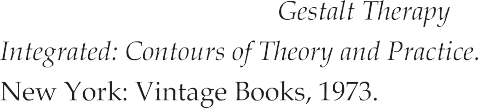 Gestalt Therapy
Integrated: Contours of Theory and Practice.
New York: Vintage Books, 1973.